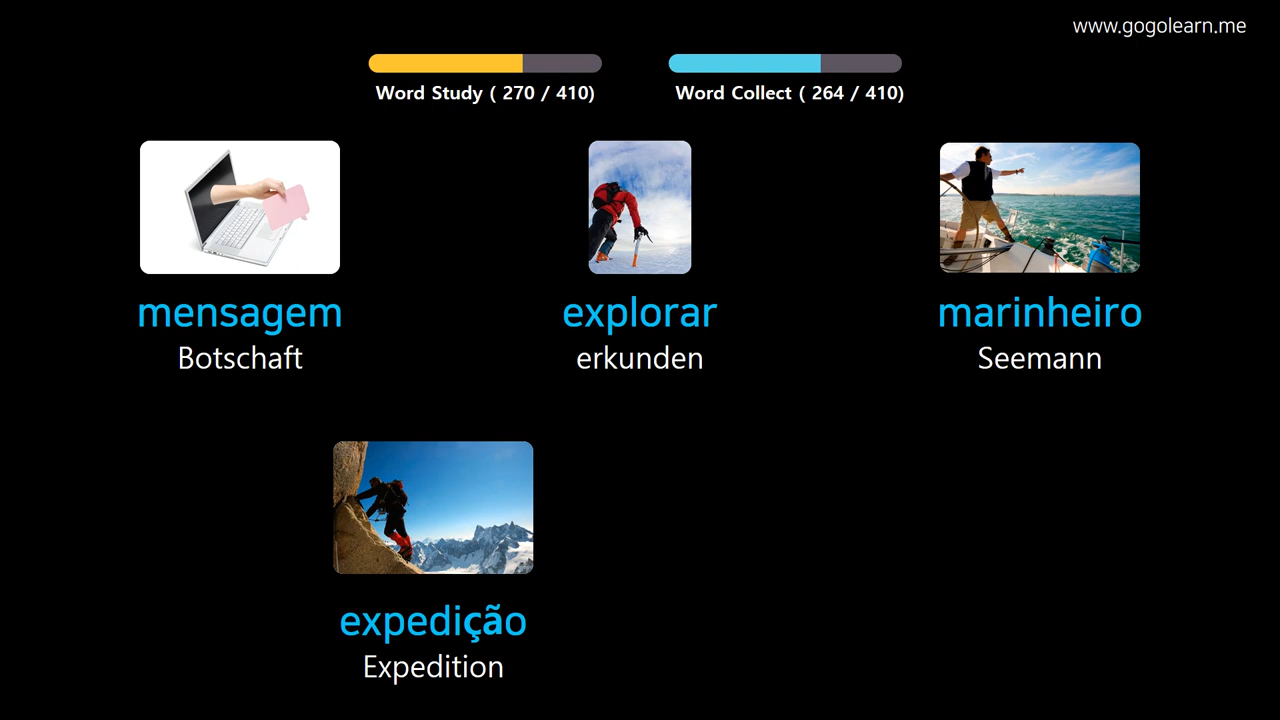 www.gogolearn.me
Word Study ( 270 / 410)
Word Collect ( 264 / 410)
mensagem
Botschaft
explorar
erkunden
marinheiro
Seemann
expedição
Expedition